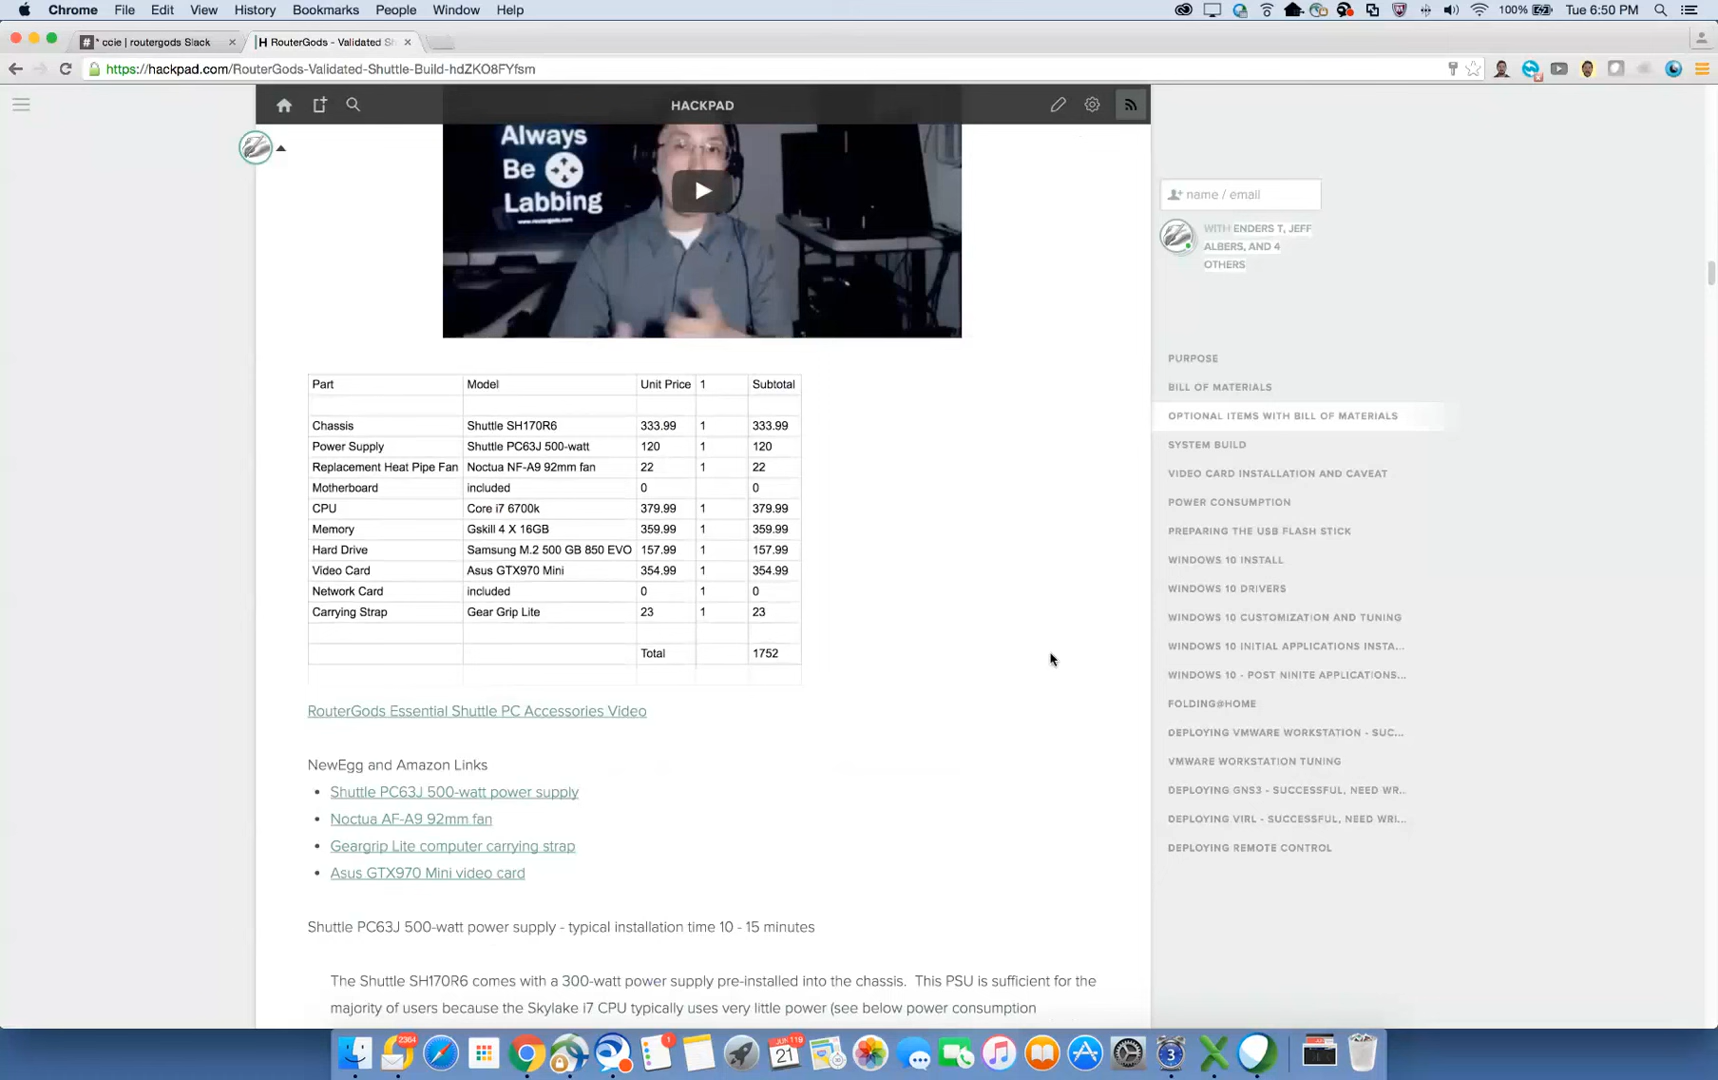 Chrome File Edit View History Bookmarks People Window Help 100% Tue 6:50 PM
* ccie | routergods Slack × RouterGods - Validated Sh ×
https://hackpad.com/RouterGods-Validated-Shuttle-Build-hdZKO8FYfsm
HACKPAD
Always
Be
Labbing
www.routergods.com
name / email
WITH ENDERS T, JEFF
ALBERS, AND 4
OTHERS
Part Model Unit Price 1 Subtotal
Chassis Shuttle SH170R6 333.99 1 333.99
Power Supply Shuttle PC63J 500-watt 120 1 120
Replacement Heat Pipe Fan Noctua NF-A9 92mm fan 22 1 22
Motherboard included 0 0
CPU Core i7 6700k 379.99 1 379.99
Memory Gskill 4 X 16GB 359.99 1 359.99
Hard Drive Samsung M.2 500 GB 850 EVO 157.99 1 157.99
Video Card Asus GTX970 Mini 354.99 1 354.99
Network Card included 0 1 0
Carrying Strap Gear Grip Lite 23 1 23
Total 1752
RouterGods Essential Shuttle PC Accessories Video
NewEgg and Amazon Links
• Shuttle PC63J 500-watt power supply
• Noctua AF-A9 92mm fan
• Geargrip Lite computer carrying strap
• Asus GTX970 Mini video card
Shuttle PC63J 500-watt power supply - typical installation time 10 - 15 minutes
The Shuttle SH170R6 comes with a 300-watt power supply pre-installed into the chassis. This PSU is sufficient for the
majority of users because the Skylake i7 CPU typically uses very little power (see below power consumption
PURPOSE
BILL OF MATERIALS
OPTIONAL ITEMS WITH BILL OF MATERIALS
SYSTEM BUILD
VIDEO CARD INSTALLATION AND CAVEAT
POWER CONSUMPTION
PREPARING THE USB FLASH STICK
WINDOWS 10 INSTALL
WINDOWS 10 DRIVERS
WINDOWS 10 CUSTOMIZATION AND TUNING
WINDOWS 10 INITIAL APPLICATIONS INSTA...
WINDOWS 10 - POST NINITE APPLICATIONS...
FOLDING@HOME
DEPLOYING VMWARE WORKSTATION - SUC...
VMWARE WORKSTATION TUNING
DEPLOYING GNS3 - SUCCESSFUL, NEED WR...
DEPLOYING VIRL - SUCCESSFUL, NEED WRI...
DEPLOYING REMOTE CONTROL
2364
1
21
3